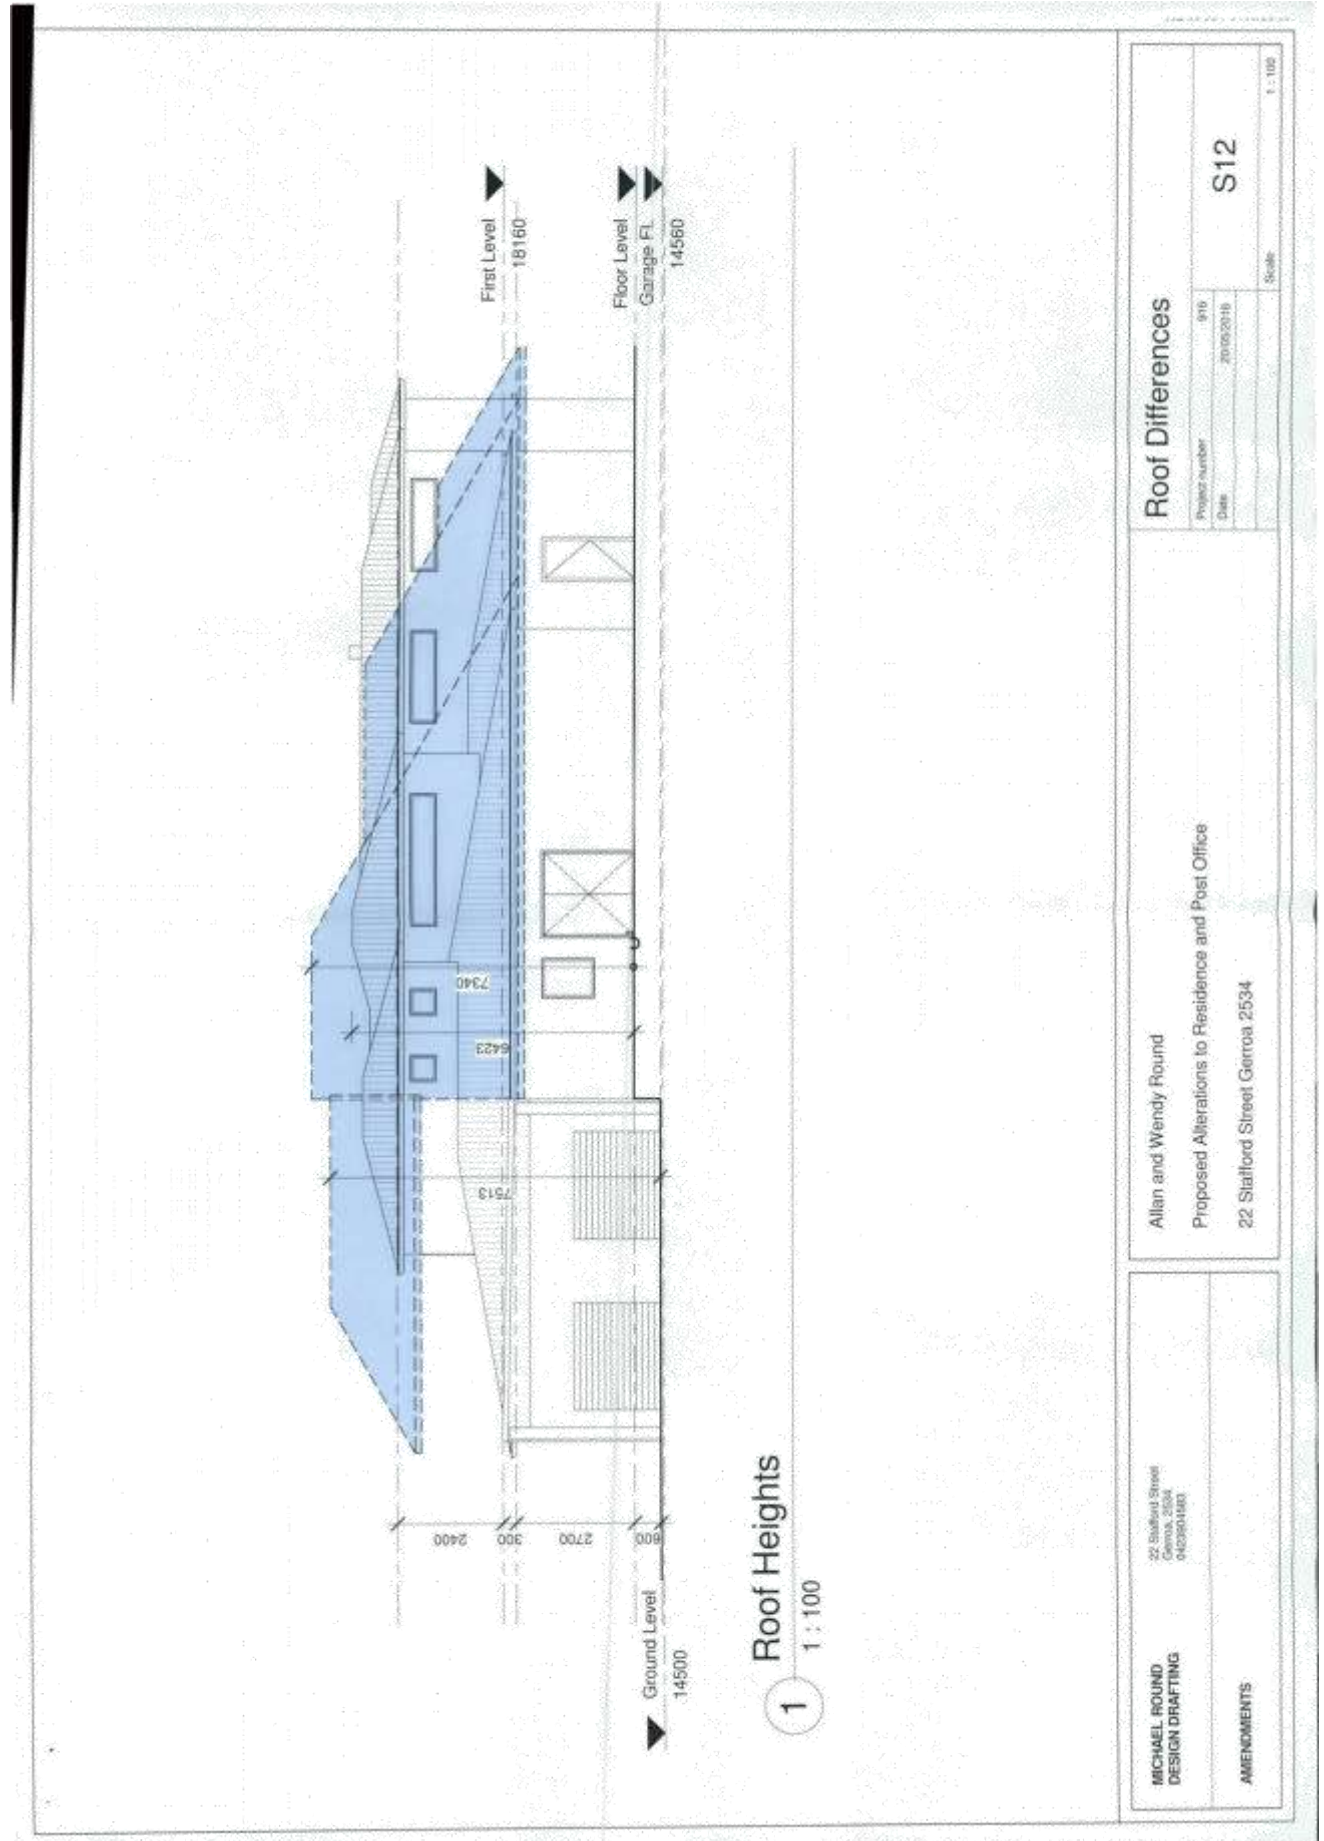 2400
300
2700
600
7513
6423
7340
First Level
18160
Floor Level
Garage FL
14560
Ground Level
14500
1
Roof Heights
1 : 100
MICHAEL ROUND
DESIGN DRAFTING
22 Stafford Street
Gerroa, 2534
AMENDMENTS
Allan and Wendy Round
Proposed Alterations to Residence and Post Office
22 Stafford Street Gerroa 2534
Roof Differences
Project number 916
Date 20/05/2016
S12
Scale 1 : 100